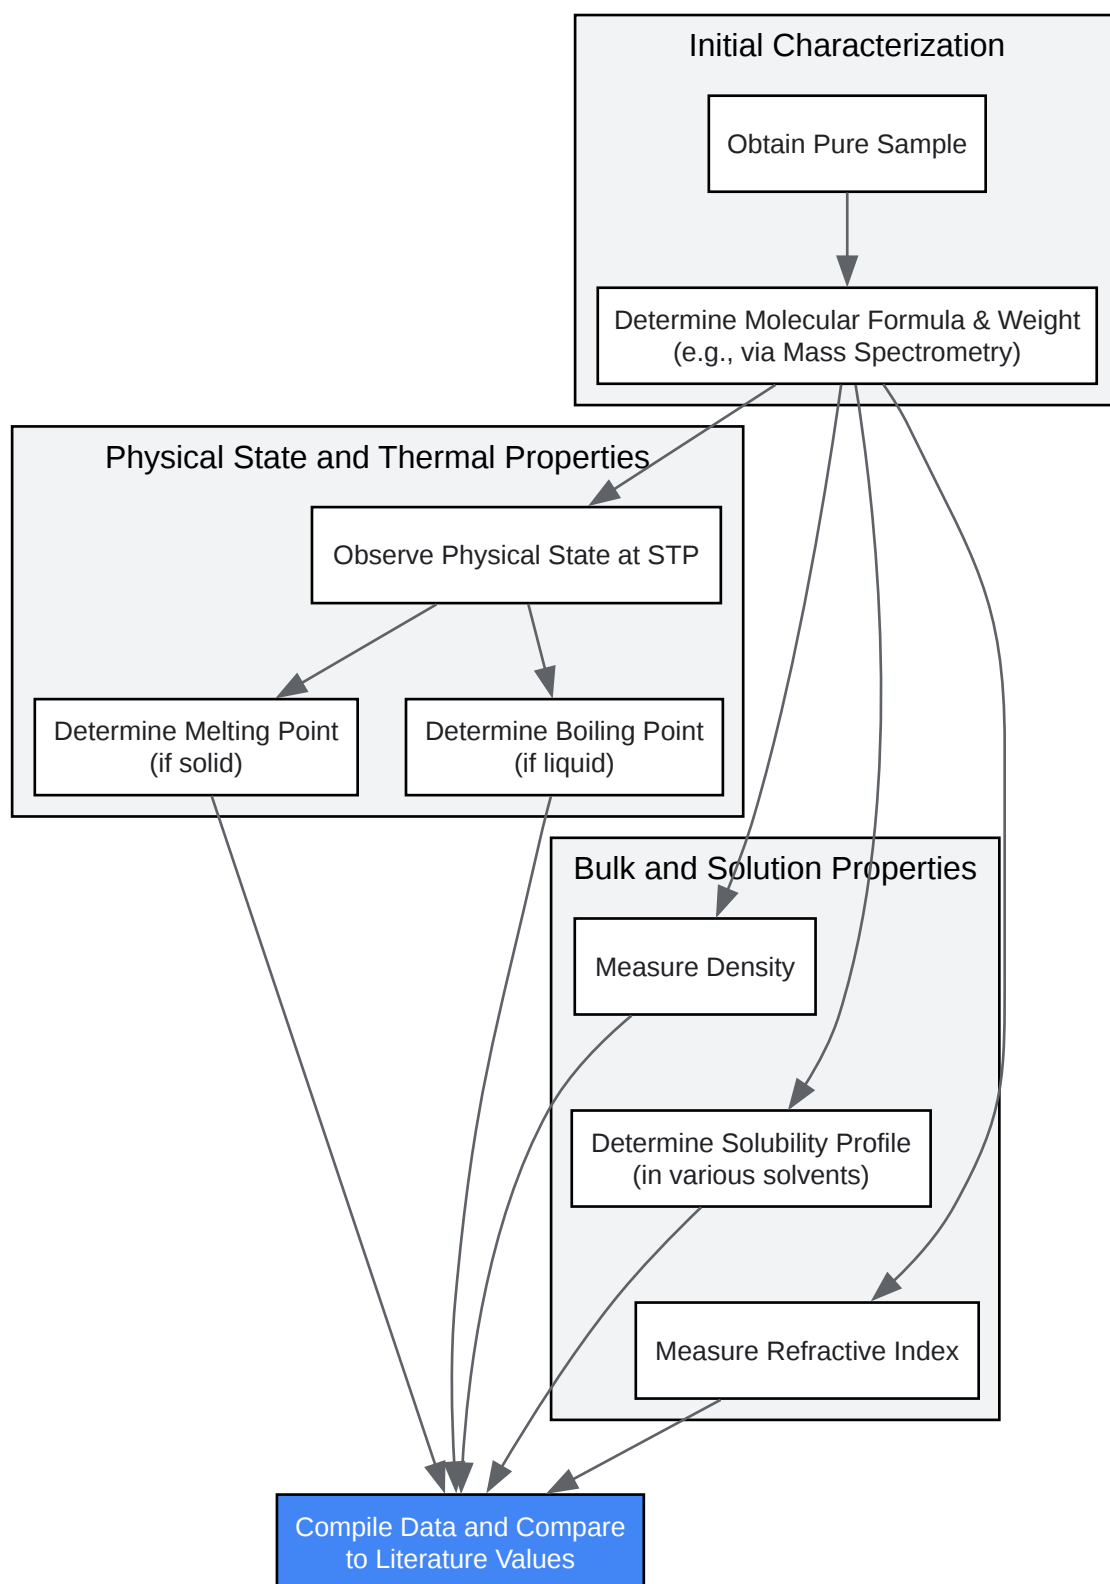 Initial Characterization
Obtain Pure Sample
Determine Molecular Formula & Weight
(e.g., via Mass Spectrometry)
Physical State and Thermal Properties
Observe Physical State at STP
Determine Melting Point
(if solid)
Determine Boiling Point
(if liquid)
Bulk and Solution Properties
Measure Density
Determine Solubility Profile
(in various solvents)
Measure Refractive Index
Compile Data and Compare
to Literature Values